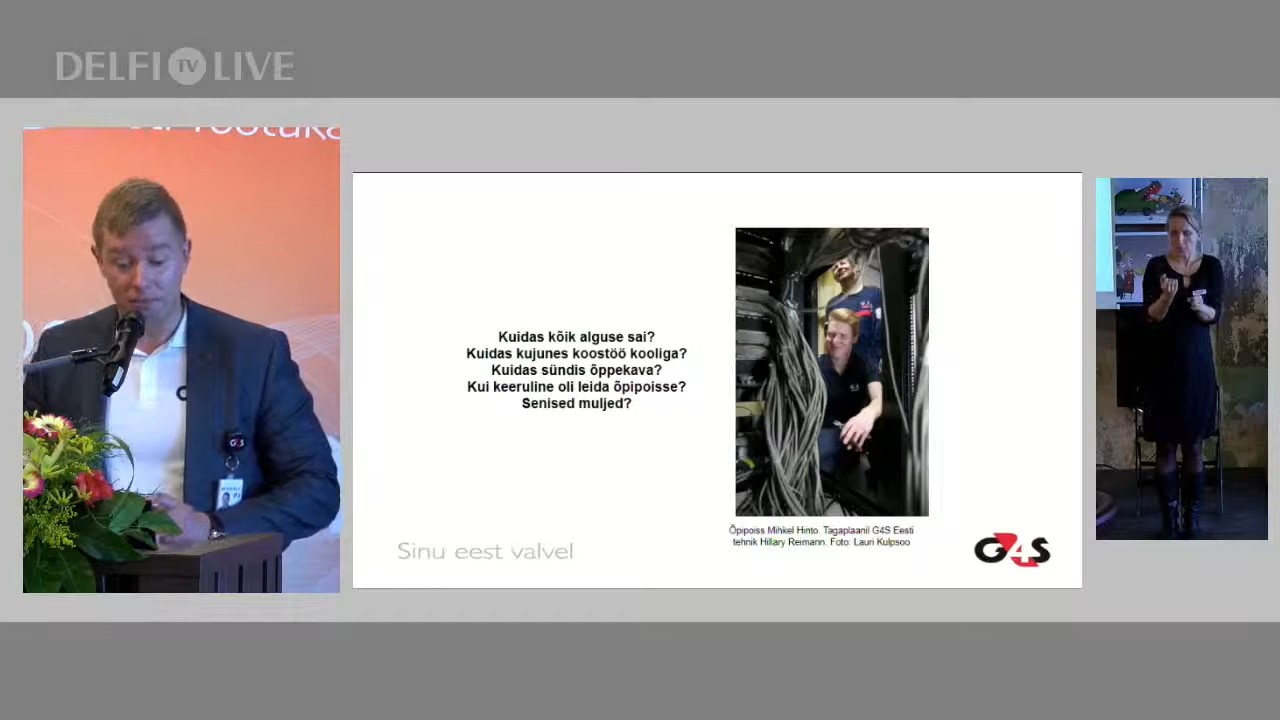 DELFI TV LIVE
Kuidas kõik alguse sai?
Kuidas kujunes koostöö kooliga?
Kuidas sündis õppekava?
Kui keeruline oli leida õpipoisse?
Senised muljed?
Õpipoiss Mihkel Hinto. Tagaplaanil G4S Eesti
tehnik Hillary Reimann. Foto: Lauri Kulpsoo
Sinu eest valvel
G4S
G4S